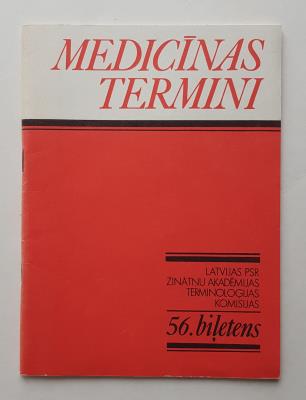 MEDICĪNAS
TERMINI
LATVIJAS PSR
ZINĀTŅU AKADĒMIJAS
TERMINOLOĢIJAS
KOMISIJAS
56. biļetens